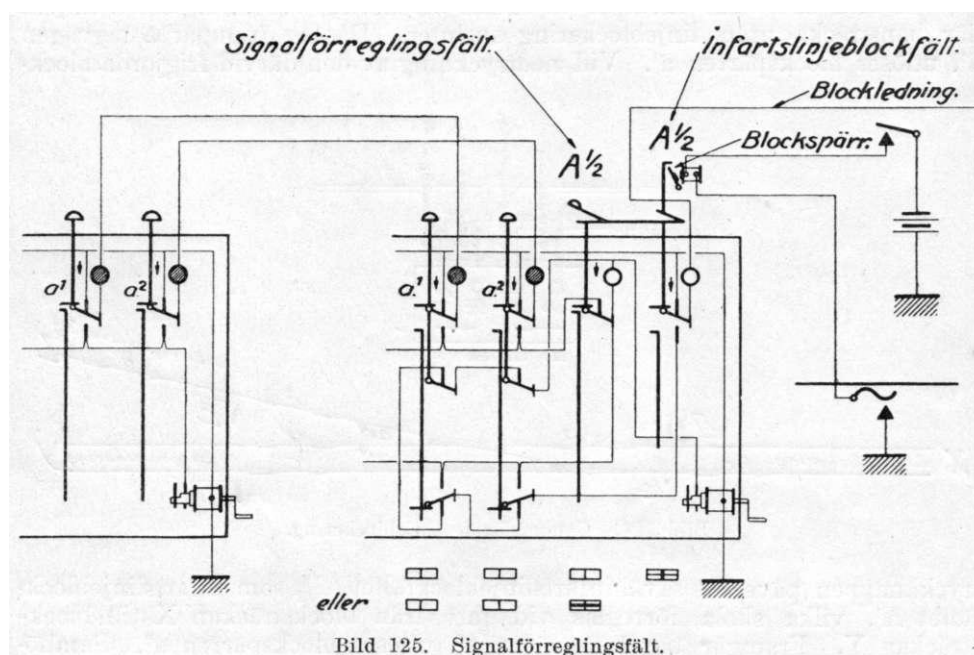 Signalförreglingsfält.
Infartslinjeblockfält.
Blockledning.
A½
A½
Blockspärr.
a¹
a²
a¹
a²
eller
Bild 125. Signalförreglingsfält.